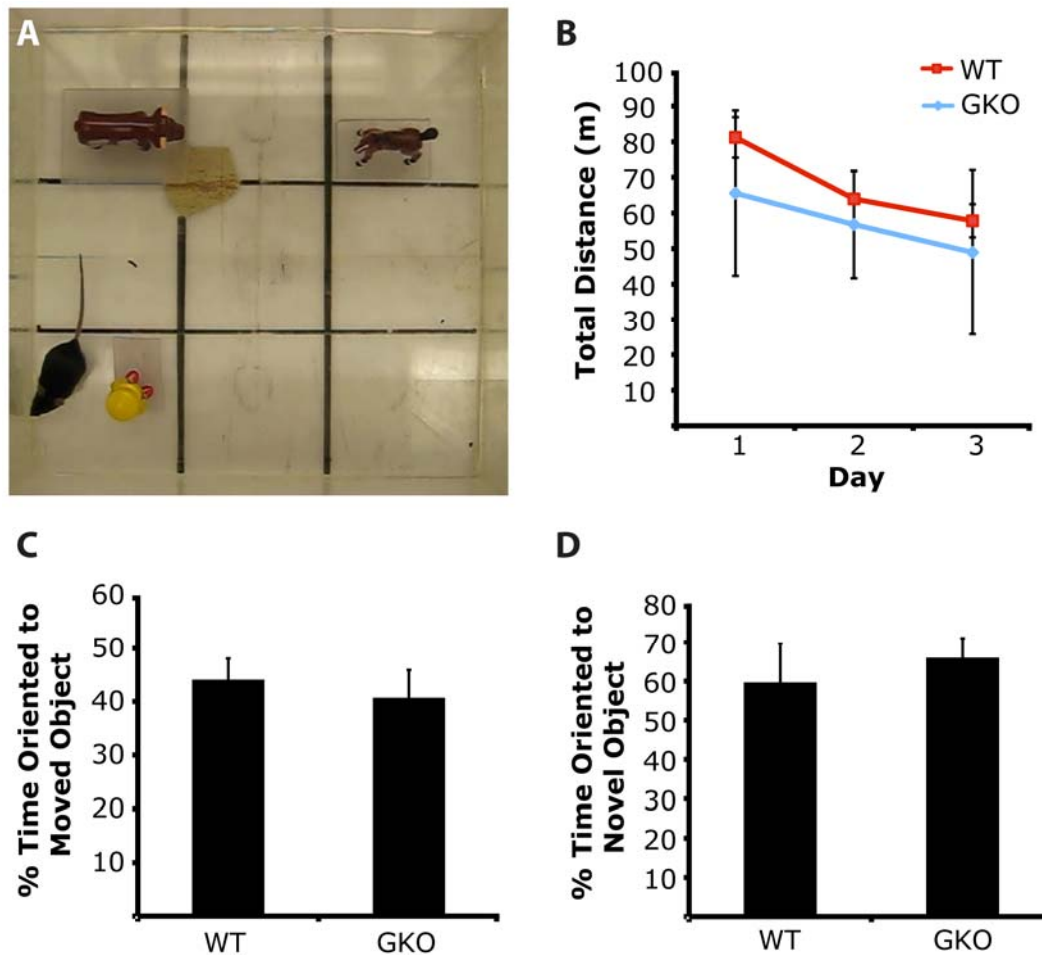 A
B
100
90
80
70
60
50
40
30
20
10
Total Distance (m)
WT
GKO
1 2 3
Day
C
60
50
40
30
20
10
% Time Oriented to
Moved Object
WT GKO
D
80
70
60
50
40
30
20
10
% Time Oriented to
Novel Object
WT GKO